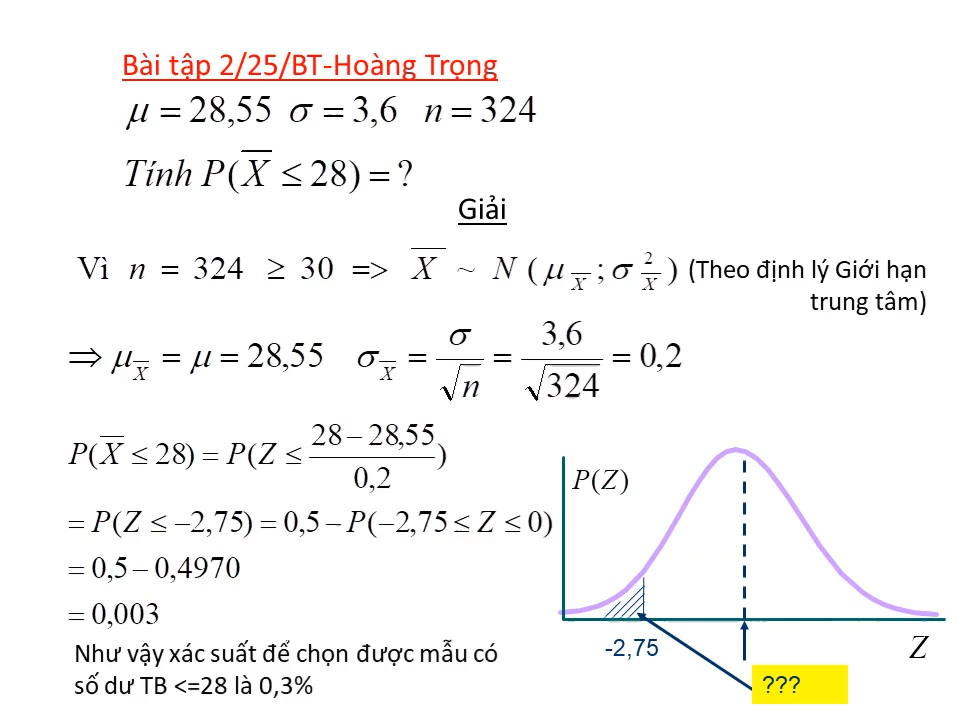 Bài tập 2/25/BT-Hoàng Trọng
μ = 28,55 σ = 3,6 n = 324
Tính P(X̅ ≤ 28) = ?
Giải
Vì n = 324 ≥ 30 => X̅ ~ N (μ_X̅ ; σ²_X̅) (Theo định lý Giới hạn
trung tâm)
⇒ μ_X̅ = μ = 28,55 σ_X̅ = σ/√n = 3,6/√324 = 0,2
P(X̅ ≤ 28) = P(Z ≤ (28 − 28,55)/0,2)
= P(Z ≤ −2,75) = 0,5 − P(−2,75 ≤ Z ≤ 0)
= 0,5 − 0,4970
= 0,003
Như vậy xác suất để chọn được mẫu có
số dư TB <=28 là 0,3%
P(Z)
-2,75
Z
???